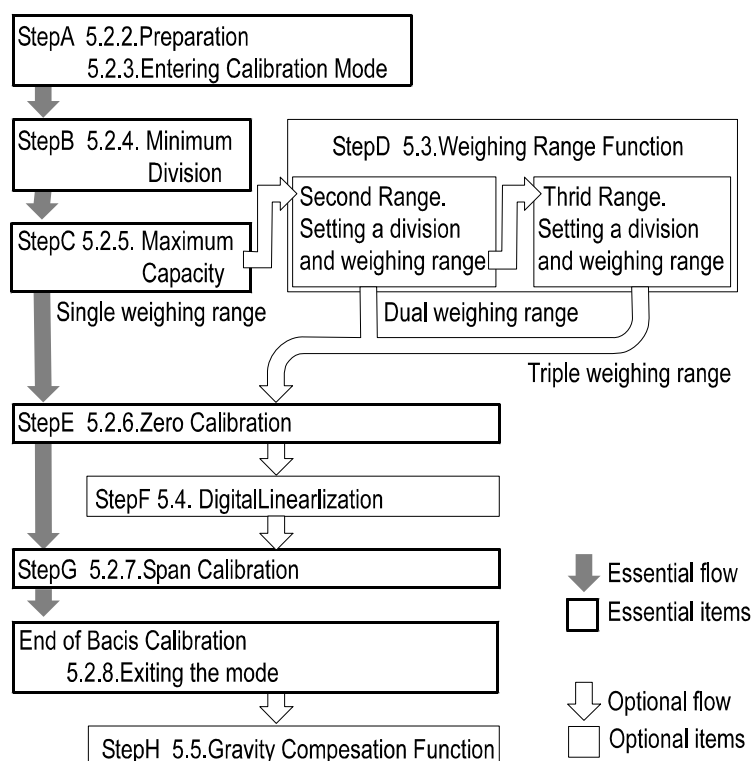 StepA 5.2.2.Preparation
5.2.3.Entering Calibration Mode
StepB 5.2.4. Minimum
Division
StepC 5.2.5. Maximum
Capacity
StepD 5.3.Weighing Range Function
Second Range.
Setting a division
and weighing range
Thrid Range.
Setting a division
and weighing range
Single weighing range
Dual weighing range
Triple weighing range
StepE 5.2.6.Zero Calibration
StepF 5.4. DigitalLinearlization
StepG 5.2.7.Span Calibration
End of Bacis Calibration
5.2.8.Exiting the mode
StepH 5.5.Gravity Compesation Function
Essential flow
Essential items
Optional flow
Optional items